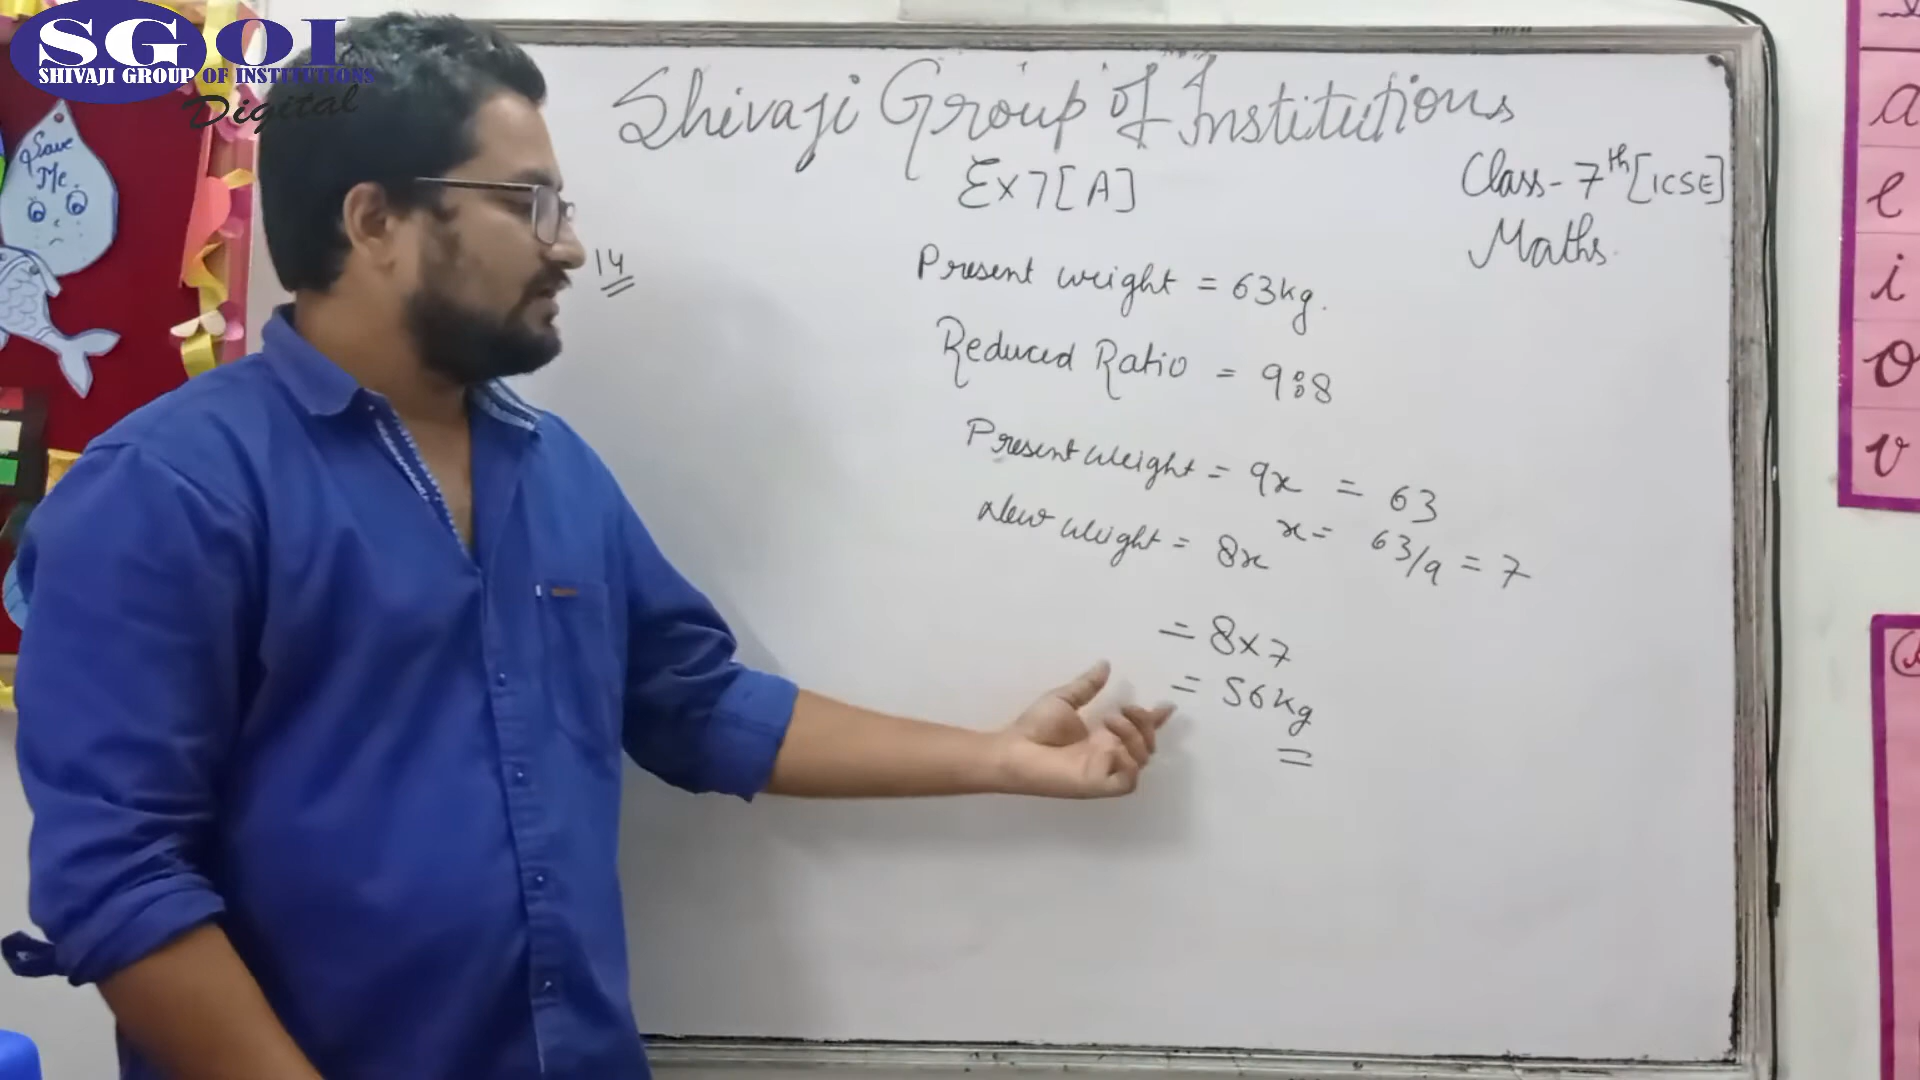 SGOI
SHIVAJI GROUP OF INSTITUTIONS
Digital
Save
Me
Shivaji Group of Institutions
Ex 7[A]
Class - 7th [ICSE]
Maths.
14
Present weight = 63kg.
Reduced Ratio = 9:8
Present weight = 9x = 63
x = 63/9 = 7
New weight = 8x
= 8x7
= 56kg
a
e
i
o
v